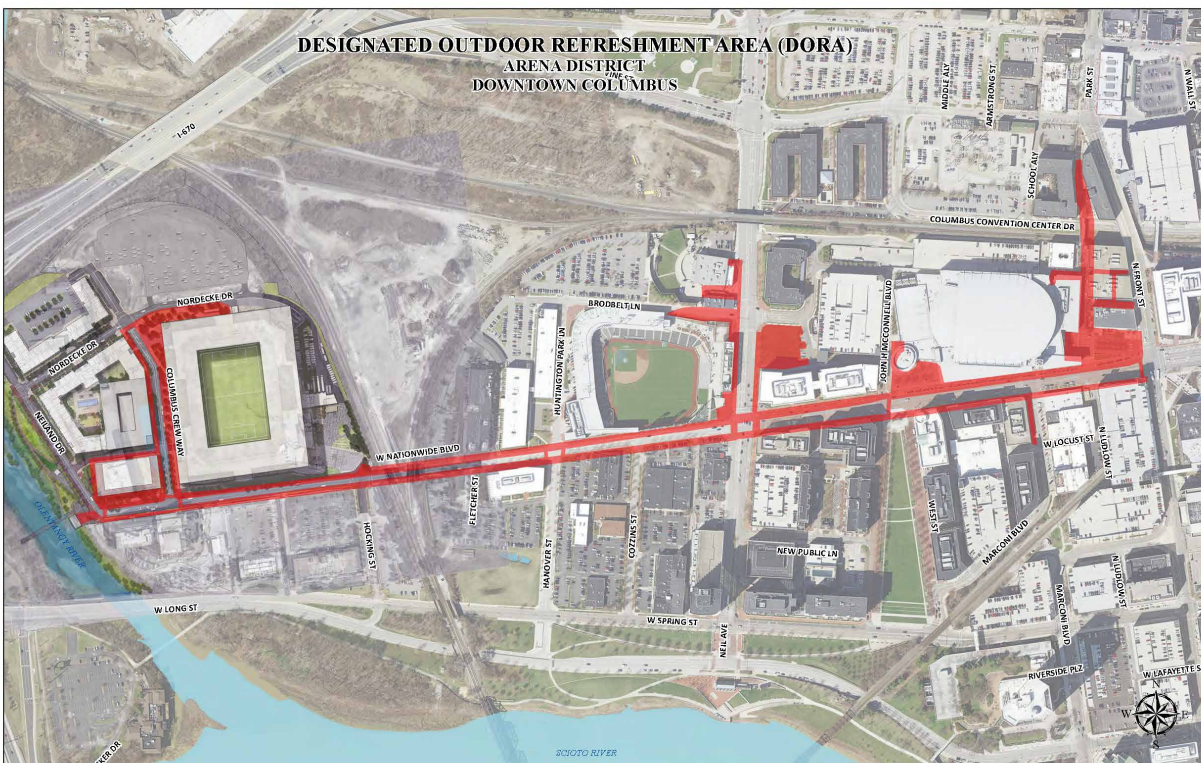 DESIGNATED OUTDOOR REFRESHMENT AREA (DORA)
ARENA DISTRICT
VINE ST
DOWNTOWN COLUMBUS
I-670
MIDDLE ALY
ARMSTRONG ST
PARK ST
N WALL ST
SCHOOL ALY
COLUMBUS CONVENTION CENTER DR
N FRONT ST
NORDECKE DR
BRODBELT LN
JOHN H MCCONNELL BLVD
NORDECKE DR
HUNTINGTON PARK LN
COLUMBUS CREW WAY
NEILAND DR
W NATIONWIDE BLVD
W LOCUST ST
N LUDLOW ST
FLETCHER ST
WEST ST
OLENTANGY RIVER
HOCKING ST
HANOVER ST
COZZINS ST
MARCONI BLVD
NEW PUBLIC LN
N LUDLOW ST
MARCONI BLVD
W LONG ST
W SPRING ST
NEIL AVE
RIVERSIDE PLZ
W LAFAYETTE S
N
W E
S
SCIOTO RIVER
KER DR